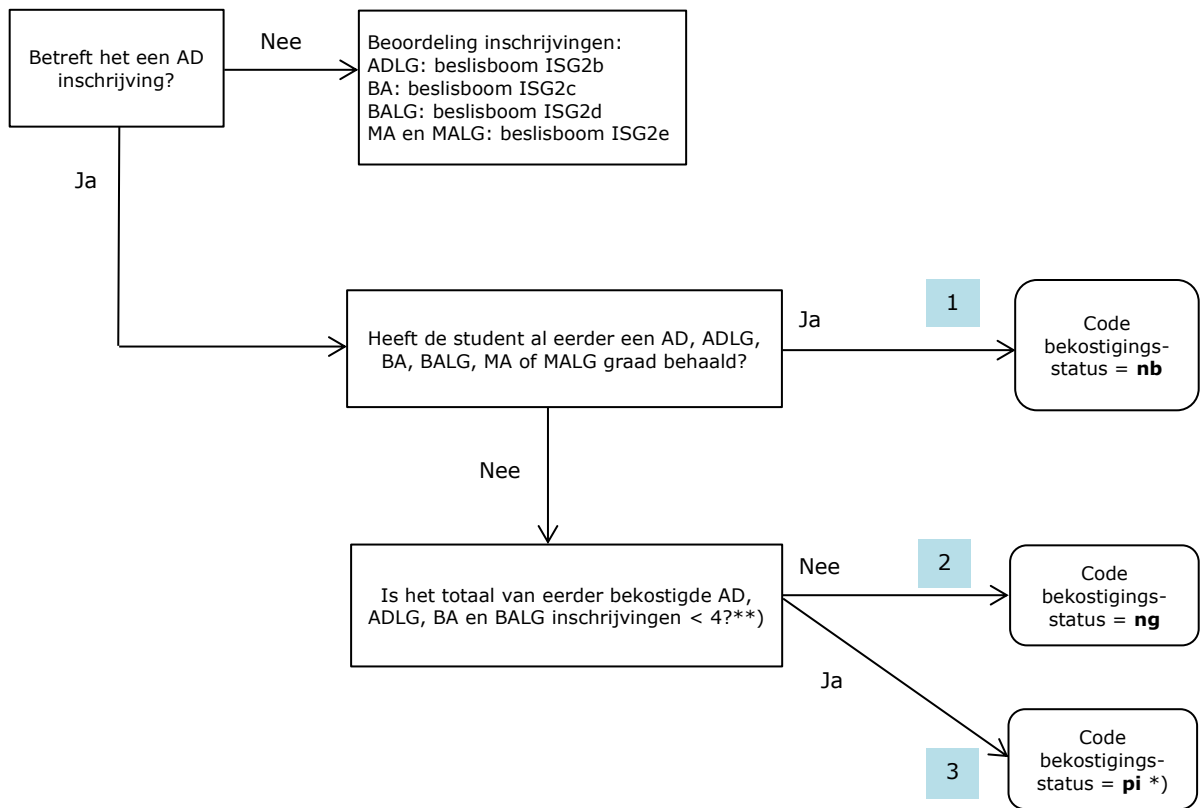 Betreft het een AD
inschrijving?
Nee
Beoordeling inschrijvingen:
ADLG: beslisboom ISG2b
BA: beslisboom ISG2c
BALG: beslisboom ISG2d
MA en MALG: beslisboom ISG2e
Ja
Heeft de student al eerder een AD, ADLG,
BA, BALG, MA of MALG graad behaald?
Ja
1
Code
bekostigings-
status = nb
Nee
Is het totaal van eerder bekostigde AD,
ADLG, BA en BALG inschrijvingen < 4?**)
Nee
2
Code
bekostigings-
status = ng
Ja
3
Code
bekostigings-
status = pi *)